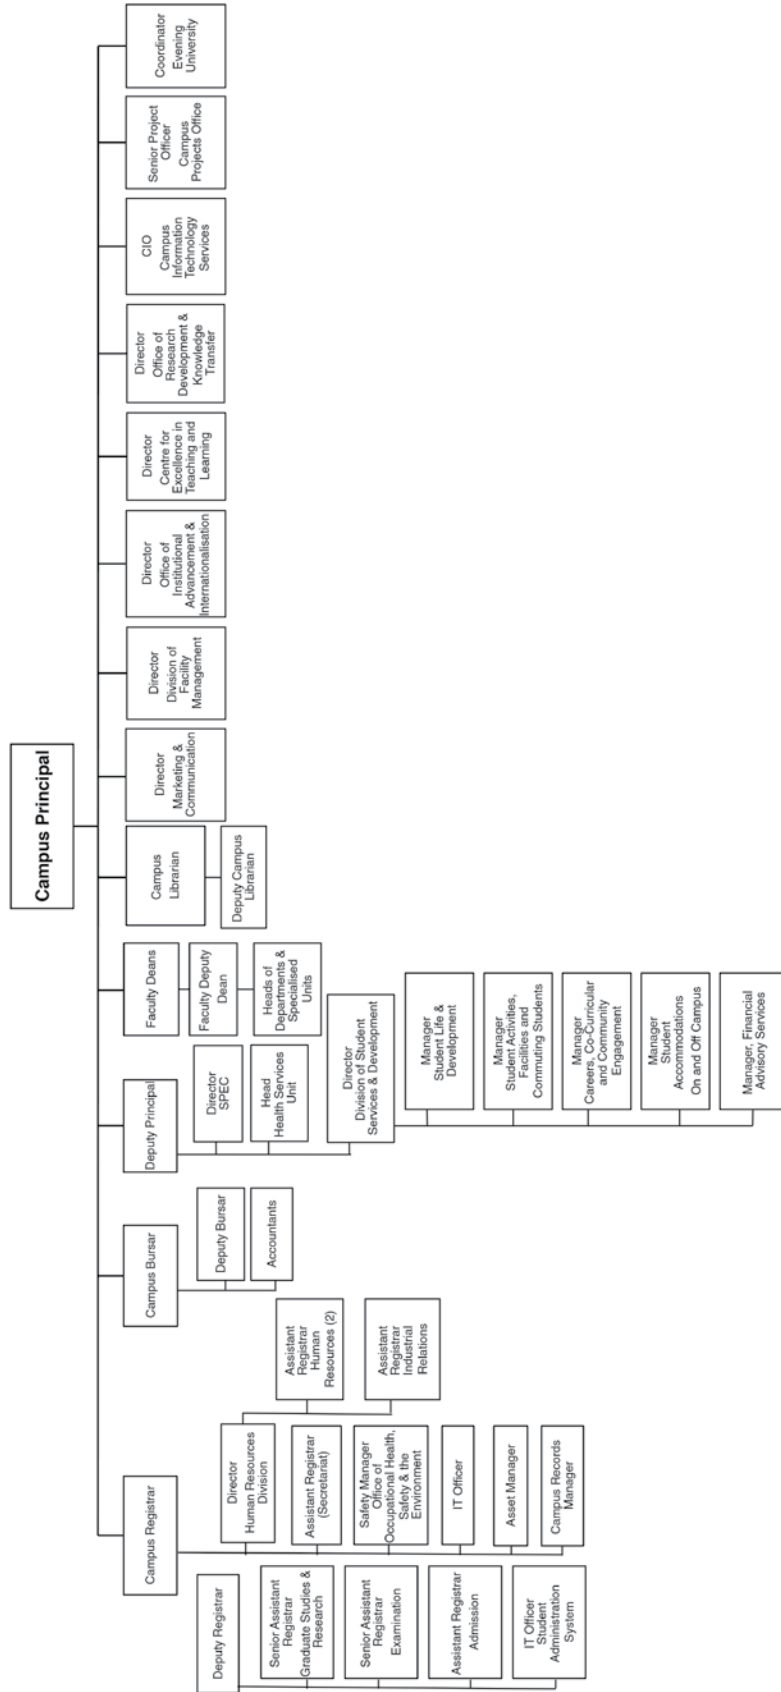 Campus Principal
Campus Registrar
Deputy Registrar
Senior Assistant
Registrar
Graduate Studies &
Research
Senior Assistant
Registrar
Examination
Assistant Registrar
Admission
IT Officer
Student
Administration
System
Director
Human Resources
Division
Assistant Registrar
(Secretariat)
Safety Manager
Office of
Occupational Health,
Safety & the
Environment
IT Officer
Asset Manager
Campus Records
Manager
Assistant
Registrar
Human
Resources (2)
Assistant
Registrar
Industrial
Relations
Campus Bursar
Deputy Bursar
Accountants
Deputy Principal
Director
SPEC
Head
Health Services
Unit
Director
Division of Student
Services & Development
Manager
Student Life &
Development
Manager
Student Activities,
Facilities and
Commuting Students
Manager
Careers, Co-Curricular
and Community
Engagement
Manager
Student
Accommodations
On and Off Campus
Manager, Financial
Advisory Services
Faculty Deans
Faculty Deputy
Dean
Heads of
Departments &
Specialised
Units
Campus
Librarian
Deputy Campus
Librarian
Director
Marketing &
Communication
Director
Division of
Facility
Management
Director
Office of
Institutional
Advancement &
Internationalisation
Director
Centre for
Excellence in
Teaching and
Learning
Director
Office of
Research
Development &
Knowledge
Transfer
CIO
Campus
Information
Technology
Services
Senior Project
Officer
Campus
Projects Office
Coordinator
Evening
University